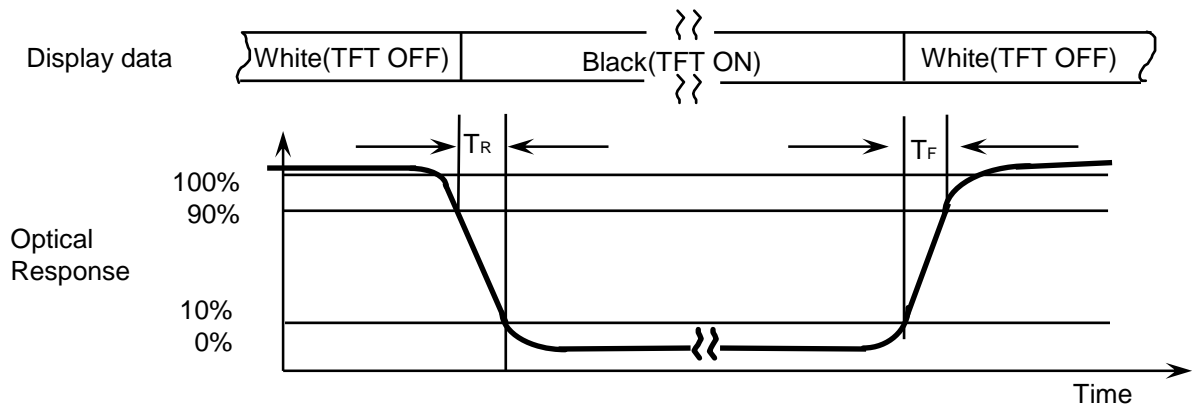 Display data
White(TFT OFF)
Black(TFT ON)
White(TFT OFF)
TR
TF
100%
90%
Optical
Response
10%
0%
Time